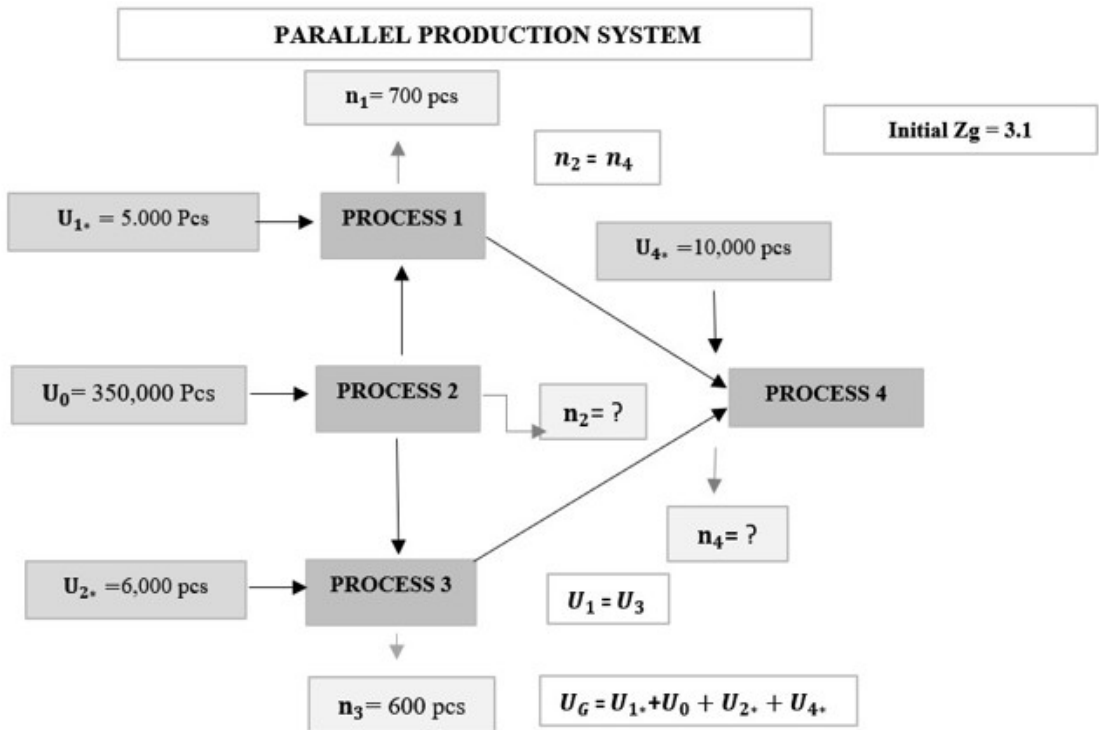 PARALLEL PRODUCTION SYSTEM
n₁= 700 pcs
Initial Zg = 3.1
n₂ = n₄
U₁* = 5.000 Pcs
PROCESS 1
U₄* =10,000 pcs
U₀= 350,000 Pcs
PROCESS 2
n₂= ?
PROCESS 4
n₄= ?
U₂* =6,000 pcs
PROCESS 3
U₁ = U₃
n₃= 600 pcs
U_G = U₁*+U₀ + U₂* + U₄*